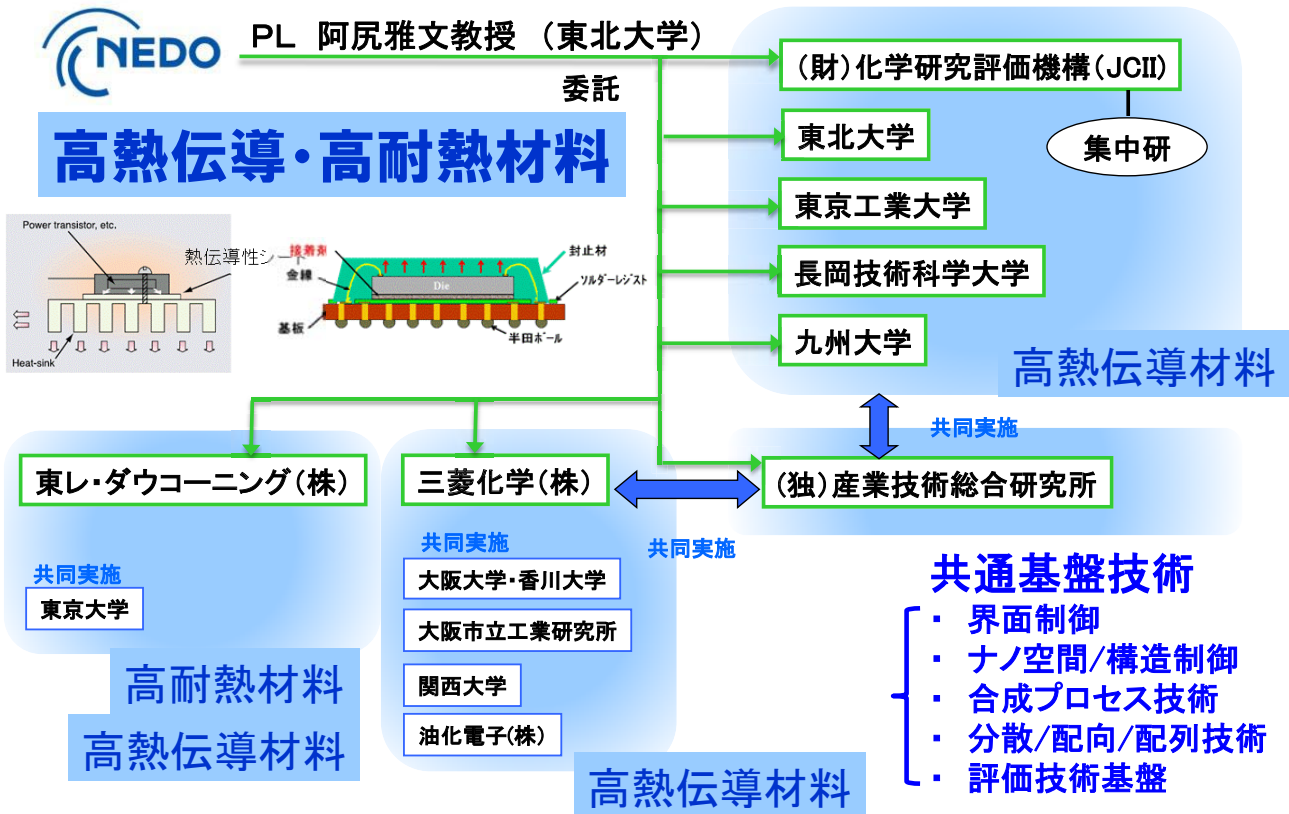 NEDO
PL 阿尻雅文教授 (東北大学)
委託
高熱伝導・高耐熱材料
(財)化学研究評価機構(JCII)
集中研
東北大学
東京工業大学
長岡技術科学大学
九州大学
高熱伝導材料
Power transistor, etc.
熱伝導性シート
Heat-sink
接着剤
金線
基板
Die
封止材
ソルダーレジスト
半田ボール
共同実施
東レ・ダウコーニング(株)
三菱化学(株)
(独)産業技術総合研究所
共同実施
東京大学
高耐熱材料
高熱伝導材料
共同実施
大阪大学・香川大学
大阪市立工業研究所
関西大学
油化電子(株)
高熱伝導材料
共同実施
共通基盤技術
・ 界面制御
・ ナノ空間/構造制御
・ 合成プロセス技術
・ 分散/配向/配列技術
・ 評価技術基盤